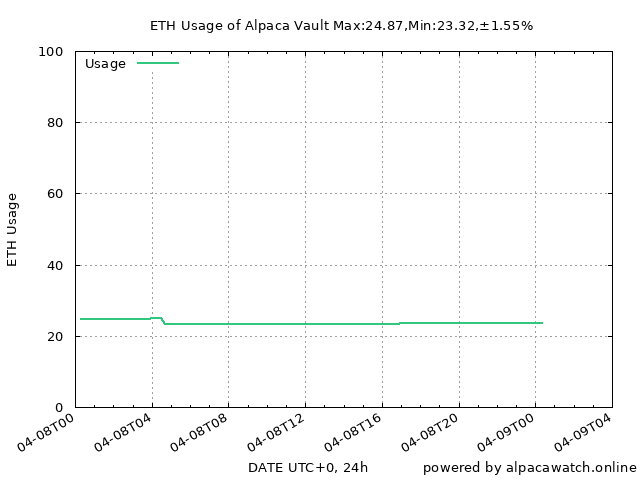 ETH Usage of Alpaca Vault Max:24.87,Min:23.32,±1.55%
100
Usage
80
60
ETH Usage
40
20
0
04-08T00
04-08T04
04-08T08
04-08T12
04-08T16
04-08T20
04-09T00
04-09T04
DATE UTC+0, 24h
powered by alpacawatch.online